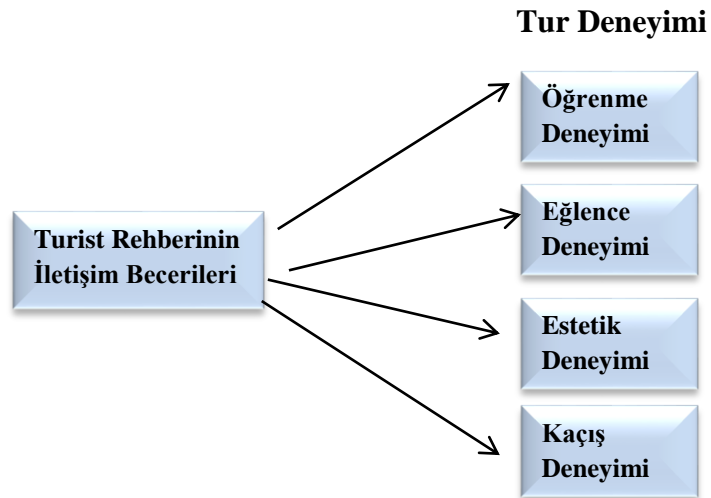 Tur Deneyimi
Öğrenme
Deneyimi
Turist Rehberinin
İletişim Becerileri
Eğlence
Deneyimi
Estetik
Deneyimi
Kaçış
Deneyimi